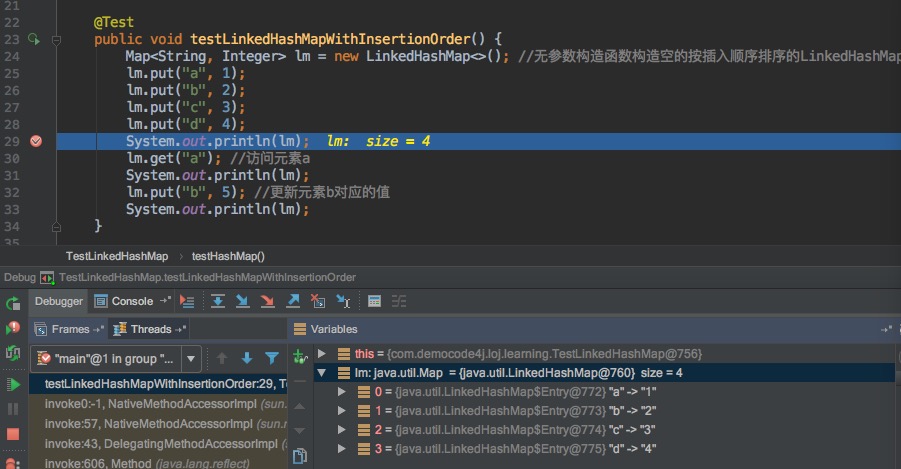 21
22 @Test
23 public void testLinkedHashMapWithInsertionOrder() {
24 Map<String, Integer> lm = new LinkedHashMap<>(); //无参数构造函数构造空的按插入顺序排序的LinkedHashMap
25 lm.put("a", 1);
26 lm.put("b", 2);
27 lm.put("c", 3);
28 lm.put("d", 4);
29 System.out.println(lm); lm: size = 4
30 lm.get("a"); //访问元素a
31 System.out.println(lm);
32 lm.put("b", 5); //更新元素b对应的值
33 System.out.println(lm);
34 }
35
TestLinkedHashMap › testHashMap()
Debug TestLinkedHashMap.testLinkedHashMapWithInsertionOrder
Debugger Console
Frames Threads Variables
"main"@1 in group "...
this = {com.democode4j.loj.learning.TestLinkedHashMap@756}
lm: java.util.Map = {java.util.LinkedHashMap@760} size = 4
0 = {java.util.LinkedHashMap$Entry@772} "a" -> "1"
1 = {java.util.LinkedHashMap$Entry@773} "b" -> "2"
2 = {java.util.LinkedHashMap$Entry@774} "c" -> "3"
3 = {java.util.LinkedHashMap$Entry@775} "d" -> "4"
testLinkedHashMapWithInsertionOrder:29, Te
invoke0:-1, NativeMethodAccessorImpl (sun.
invoke:57, NativeMethodAccessorImpl (sun.r
invoke:43, DelegatingMethodAccessorImpl (s
invoke:606, Method (java.lang.reflect)